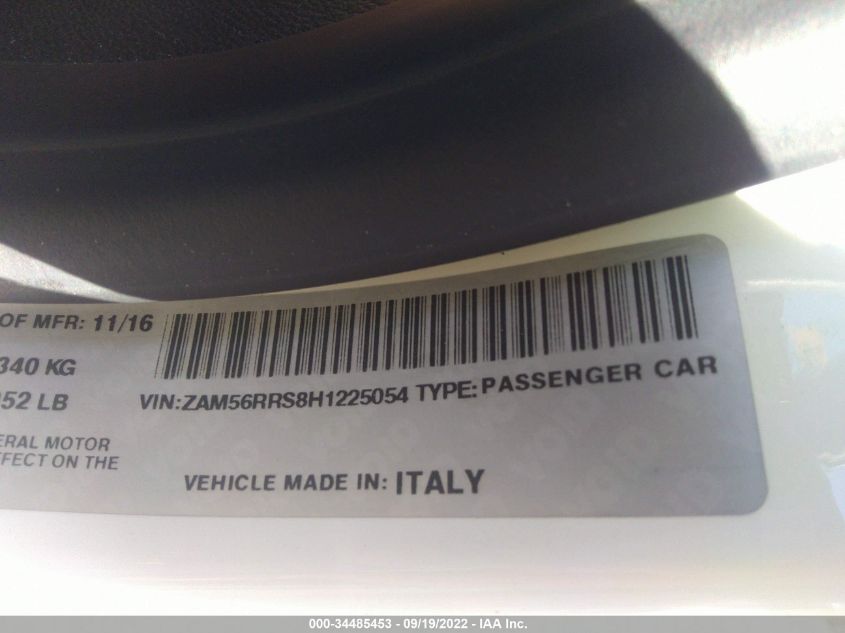 OF MFR: 11/16
340 KG
52 LB
VIN:ZAM56RRS8H1225054 TYPE:PASSENGER CAR
ERAL MOTOR
FFECT ON THE
VEHICLE MADE IN: ITALY
000-34485453 - 09/19/2022 - IAA Inc.